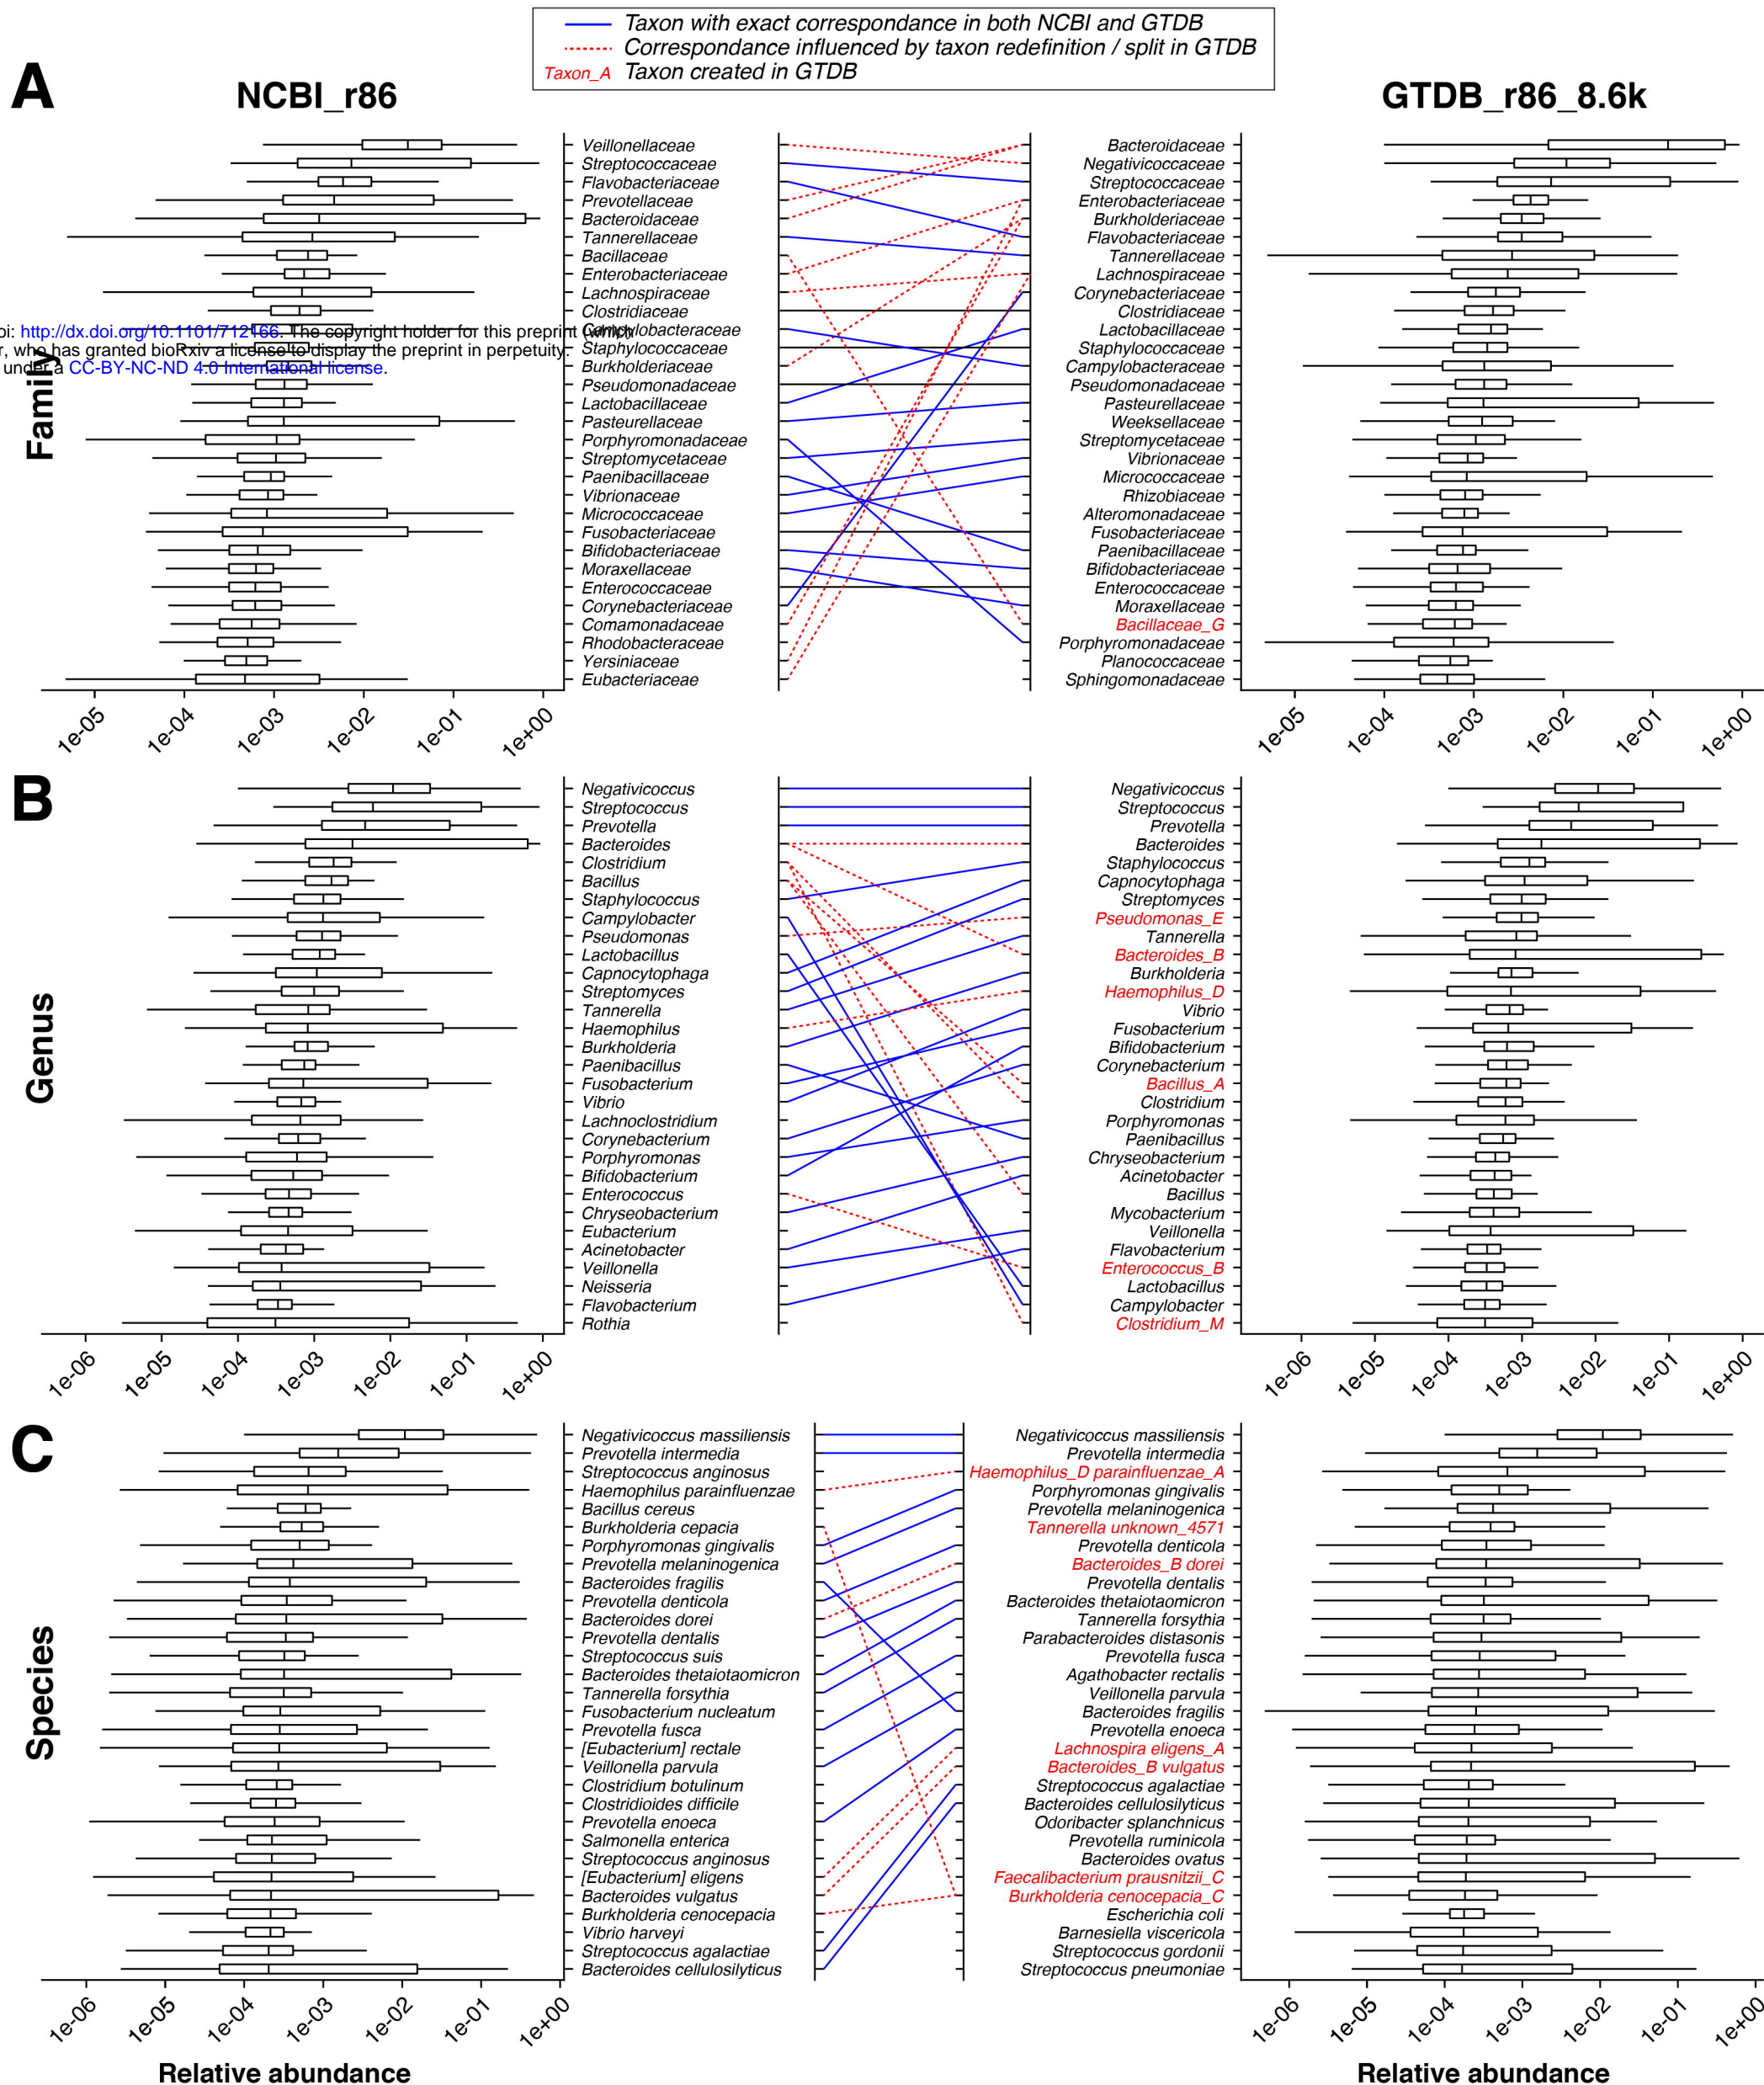 Taxon with exact correspondance in both NCBI and GTDB
Correspondance influenced by taxon redefinition / split in GTDB
Taxon_A Taxon created in GTDB
A
NCBI_r86
GTDB_r86_8.6k
Family
Veillonellaceae
Streptococcaceae
Flavobacteriaceae
Prevotellaceae
Bacteroidaceae
Tannerellaceae
Bacillaceae
Enterobacteriaceae
Lachnospiraceae
Clostridiaceae
Campylobacteraceae
Staphylococcaceae
Burkholderiaceae
Pseudomonadaceae
Lactobacillaceae
Pasteurellaceae
Porphyromonadaceae
Streptomycetaceae
Paenibacillaceae
Vibrionaceae
Micrococcaceae
Fusobacteriaceae
Bifidobacteriaceae
Moraxellaceae
Enterococcaceae
Corynebacteriaceae
Comamonadaceae
Rhodobacteraceae
Yersiniaceae
Eubacteriaceae
oi: http://dx.doi.org/10.1101/712166. The copyright holder for this preprint (which
r, who has granted bioRxiv a license to display the preprint in perpetuity.
under a CC-BY-NC-ND 4.0 International license.
Bacteroidaceae
Negativicoccaceae
Streptococcaceae
Enterobacteriaceae
Burkholderiaceae
Flavobacteriaceae
Tannerellaceae
Lachnospiraceae
Corynebacteriaceae
Clostridiaceae
Lactobacillaceae
Staphylococcaceae
Campylobacteraceae
Pseudomonadaceae
Pasteurellaceae
Weeksellaceae
Streptomycetaceae
Vibrionaceae
Micrococcaceae
Rhizobiaceae
Alteromonadaceae
Fusobacteriaceae
Paenibacillaceae
Bifidobacteriaceae
Enterococcaceae
Moraxellaceae
Bacillaceae_G
Porphyromonadaceae
Planococcaceae
Sphingomonadaceae
1e-05 1e-04 1e-03 1e-02 1e-01 1e+00
1e-05 1e-04 1e-03 1e-02 1e-01 1e+00
B
Genus
Negativicoccus
Streptococcus
Prevotella
Bacteroides
Clostridium
Bacillus
Staphylococcus
Campylobacter
Pseudomonas
Lactobacillus
Capnocytophaga
Streptomyces
Tannerella
Haemophilus
Burkholderia
Paenibacillus
Fusobacterium
Vibrio
Lachnoclostridium
Corynebacterium
Porphyromonas
Bifidobacterium
Enterococcus
Chryseobacterium
Eubacterium
Acinetobacter
Veillonella
Neisseria
Flavobacterium
Rothia
Negativicoccus
Streptococcus
Prevotella
Bacteroides
Staphylococcus
Capnocytophaga
Streptomyces
Pseudomonas_E
Tannerella
Bacteroides_B
Burkholderia
Haemophilus_D
Vibrio
Fusobacterium
Bifidobacterium
Corynebacterium
Bacillus_A
Clostridium
Porphyromonas
Paenibacillus
Chryseobacterium
Acinetobacter
Bacillus
Mycobacterium
Veillonella
Flavobacterium
Enterococcus_B
Lactobacillus
Campylobacter
Clostridium_M
1e-06 1e-05 1e-04 1e-03 1e-02 1e-01 1e+00
1e-06 1e-05 1e-04 1e-03 1e-02 1e-01 1e+00
C
Species
Negativicoccus massiliensis
Prevotella intermedia
Streptococcus anginosus
Haemophilus parainfluenzae
Bacillus cereus
Burkholderia cepacia
Porphyromonas gingivalis
Prevotella melaninogenica
Bacteroides fragilis
Prevotella denticola
Bacteroides dorei
Prevotella dentalis
Streptococcus suis
Bacteroides thetaiotaomicron
Tannerella forsythia
Fusobacterium nucleatum
Prevotella fusca
[Eubacterium] rectale
Veillonella parvula
Clostridium botulinum
Clostridioides difficile
Prevotella enoeca
Salmonella enterica
Streptococcus anginosus
[Eubacterium] eligens
Bacteroides vulgatus
Burkholderia cenocepacia
Vibrio harveyi
Streptococcus agalactiae
Bacteroides cellulosilyticus
Negativicoccus massiliensis
Prevotella intermedia
Haemophilus_D parainfluenzae_A
Porphyromonas gingivalis
Prevotella melaninogenica
Tannerella unknown_4571
Prevotella denticola
Bacteroides_B dorei
Prevotella dentalis
Bacteroides thetaiotaomicron
Tannerella forsythia
Parabacteroides distasonis
Prevotella fusca
Agathobacter rectalis
Veillonella parvula
Bacteroides fragilis
Prevotella enoeca
Lachnospira eligens_A
Bacteroides_B vulgatus
Streptococcus agalactiae
Bacteroides cellulosilyticus
Odoribacter splanchnicus
Prevotella ruminicola
Bacteroides ovatus
Faecalibacterium prausnitzii_C
Burkholderia cenocepacia_C
Escherichia coli
Barnesiella viscericola
Streptococcus gordonii
Streptococcus pneumoniae
1e-06 1e-05 1e-04 1e-03 1e-02 1e-01 1e+00
1e-06 1e-05 1e-04 1e-03 1e-02 1e-01 1e+00
Relative abundance
Relative abundance